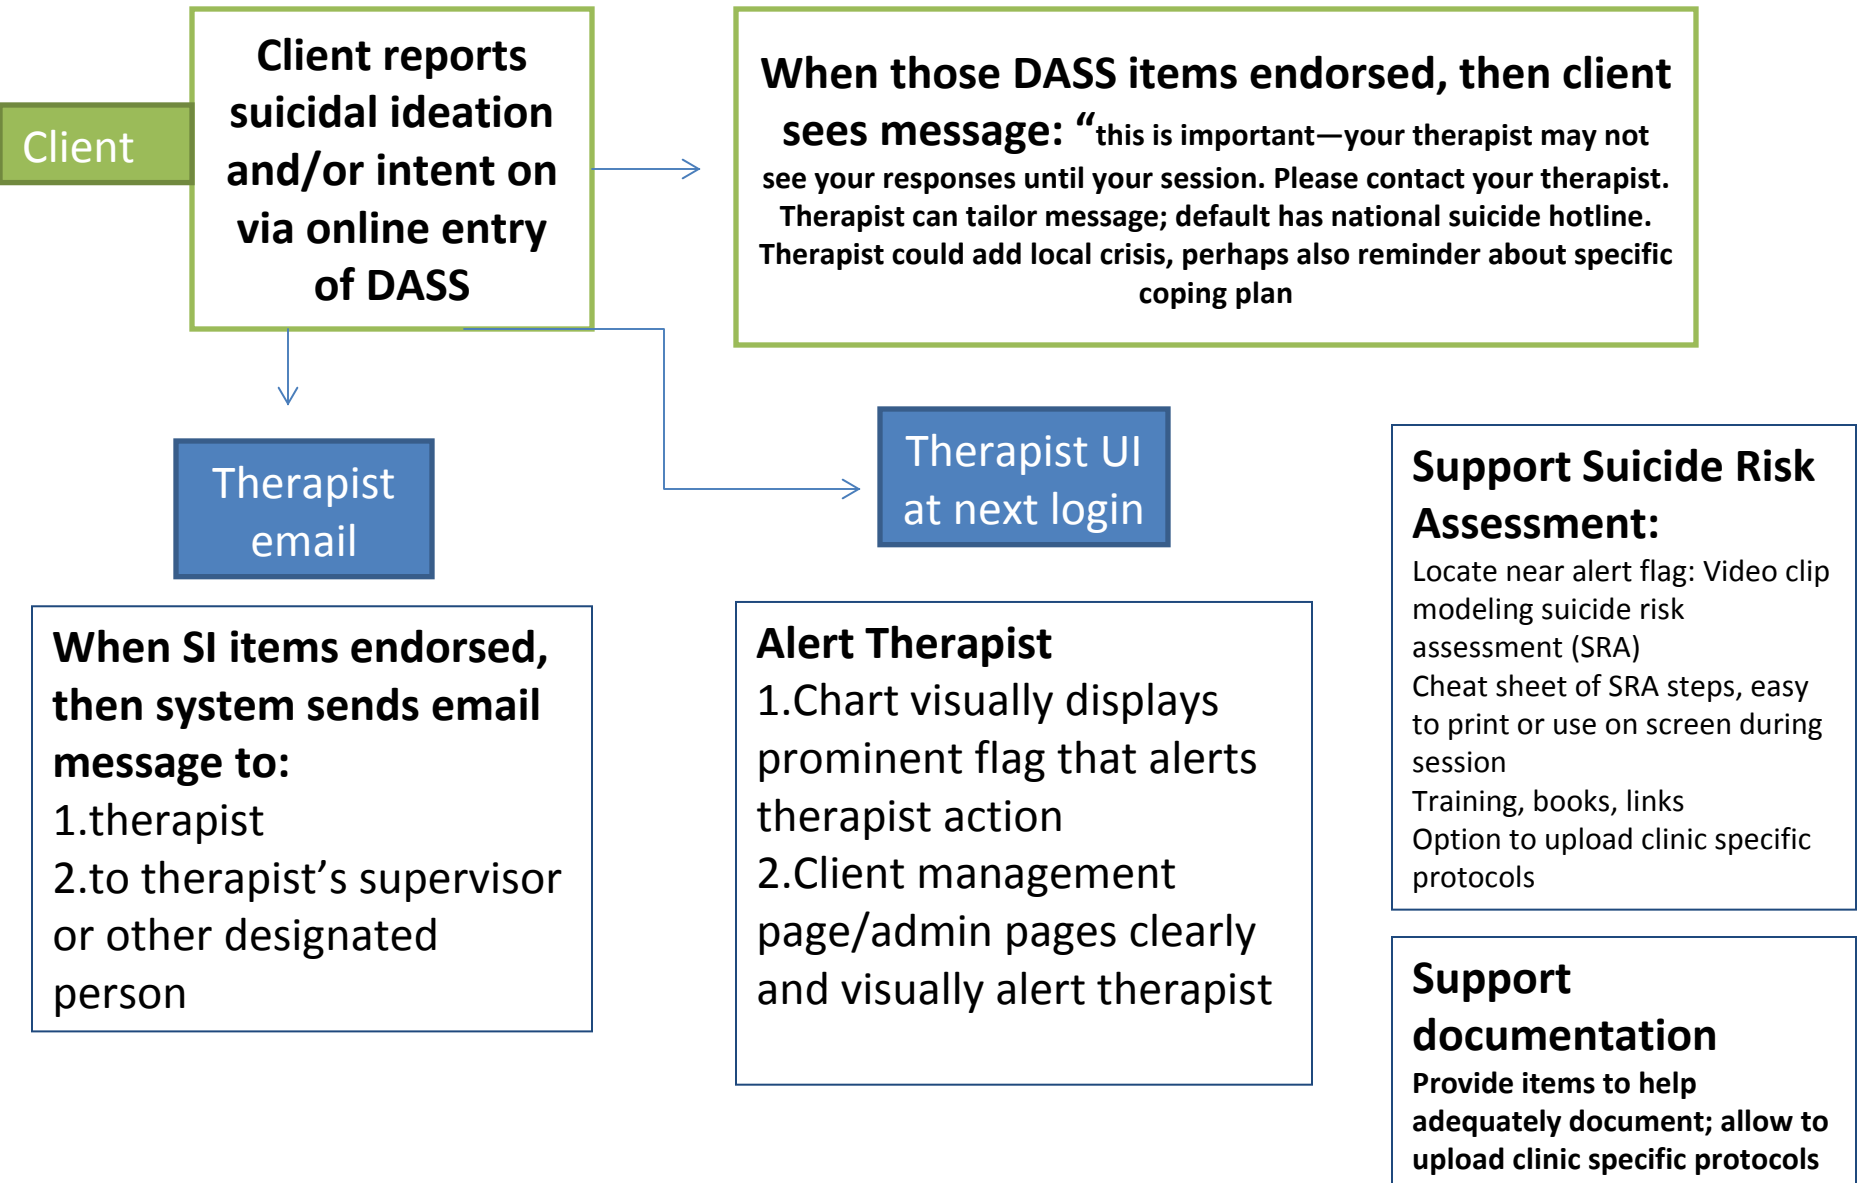 Client
Client reports
suicidal ideation
and/or intent on
via online entry
of DASS
When those DASS items endorsed, then client
sees message: “this is important—your therapist may not
see your responses until your session. Please contact your therapist.
Therapist can tailor message; default has national suicide hotline.
Therapist could add local crisis, perhaps also reminder about specific
coping plan
Therapist
email
Therapist UI
at next login
When SI items endorsed,
then system sends email
message to:
1.therapist
2.to therapist’s supervisor
or other designated
person
Alert Therapist
1.Chart visually displays
prominent flag that alerts
therapist action
2.Client management
page/admin pages clearly
and visually alert therapist
Support Suicide Risk
Assessment:
Locate near alert flag: Video clip
modeling suicide risk
assessment (SRA)
Cheat sheet of SRA steps, easy
to print or use on screen during
session
Training, books, links
Option to upload clinic specific
protocols
Support
documentation
Provide items to help
adequately document; allow to
upload clinic specific protocols